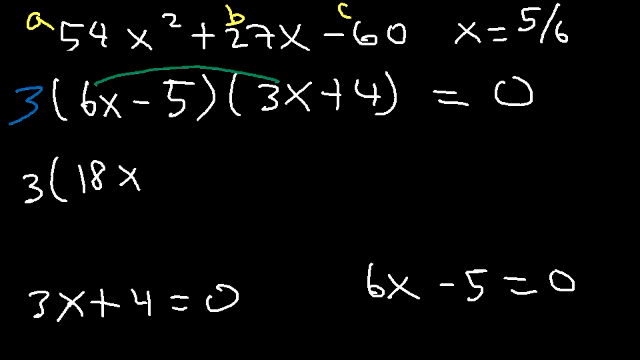 a b c
54x² + 27x - 60 x = 5/6
3(6x - 5)(3x + 4) = 0
3(18x
3x + 4 = 0 6x - 5 = 0